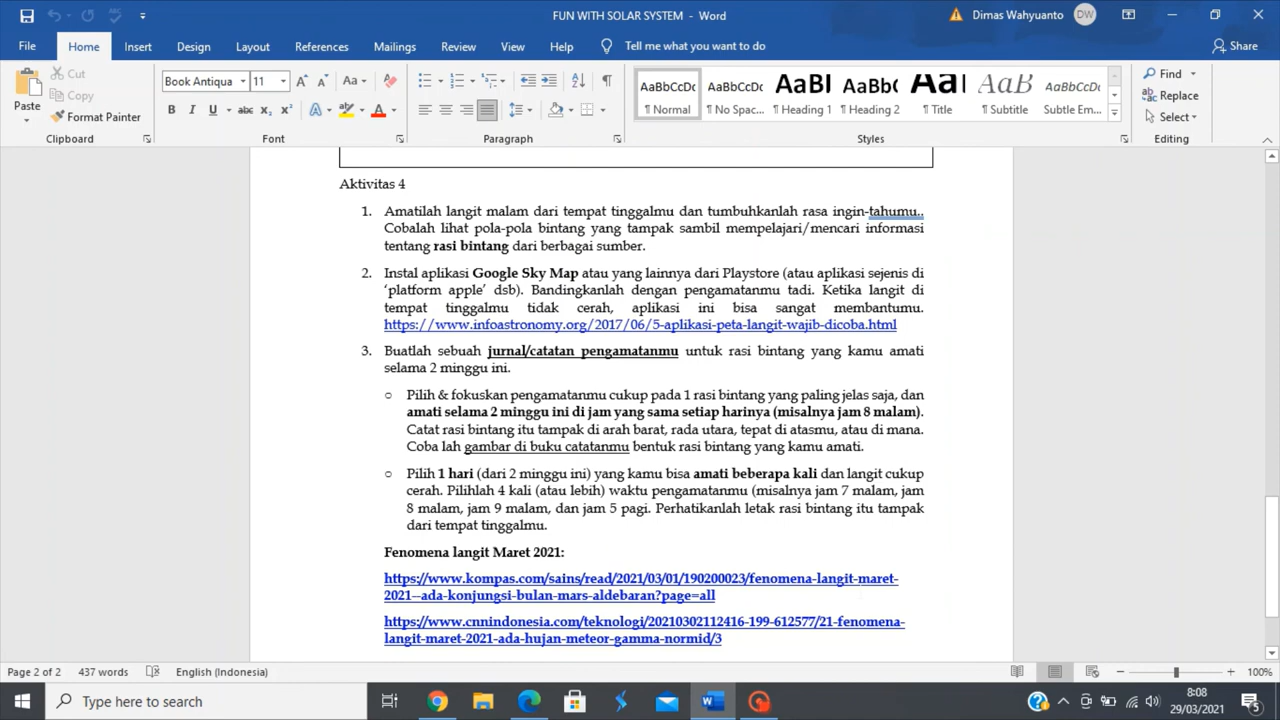 FUN WITH SOLAR SYSTEM - Word
Dimas Wahyuanto DW
File Home Insert Design Layout References Mailings Review View Help Tell me what you want to do Share
Paste
Cut
Copy
Format Painter
Clipboard
Book Antiqua 11
Font
Paragraph
AaBbCcDc AaBbCcDc AaBl AaBb( AaI AaB AaBbCcDc
¶ Normal ¶ No Spac... ¶ Heading 1 ¶ Heading 2 ¶ Title ¶ Subtitle Subtle Em...
Styles
Find
Replace
Select
Editing
Aktivitas 4
1. Amatilah langit malam dari tempat tinggalmu dan tumbuhkanlah rasa ingin-tahumu..
Cobalah lihat pola-pola bintang yang tampak sambil mempelajari/mencari informasi
tentang rasi bintang dari berbagai sumber.
2. Instal aplikasi Google Sky Map atau yang lainnya dari Playstore (atau aplikasi sejenis di
‘platform apple’ dsb). Bandingkanlah dengan pengamatanmu tadi. Ketika langit di
tempat tinggalmu tidak cerah, aplikasi ini bisa sangat membantumu.
https://www.infoastronomy.org/2017/06/5-aplikasi-peta-langit-wajib-dicoba.html
3. Buatlah sebuah jurnal/catatan pengamatanmu untuk rasi bintang yang kamu amati
selama 2 minggu ini.
○ Pilih & fokuskan pengamatanmu cukup pada 1 rasi bintang yang paling jelas saja, dan
amati selama 2 minggu ini di jam yang sama setiap harinya (misalnya jam 8 malam).
Catat rasi bintang itu tampak di arah barat, rada utara, tepat di atasmu, atau di mana.
Coba lah gambar di buku catatanmu bentuk rasi bintang yang kamu amati.
○ Pilih 1 hari (dari 2 minggu ini) yang kamu bisa amati beberapa kali dan langit cukup
cerah. Pilihlah 4 kali (atau lebih) waktu pengamatanmu (misalnya jam 7 malam, jam
8 malam, jam 9 malam, dan jam 5 pagi. Perhatikanlah letak rasi bintang itu tampak
dari tempat tinggalmu.
Fenomena langit Maret 2021:
https://www.kompas.com/sains/read/2021/03/01/190200023/fenomena-langit-maret-
2021--ada-konjungsi-bulan-mars-aldebaran?page=all
https://www.cnnindonesia.com/teknologi/20210302112416-199-612577/21-fenomena-
langit-maret-2021-ada-hujan-meteor-gamma-normid/3
Page 2 of 2 437 words English (Indonesia) 100%
Type here to search
8:08
29/03/2021
5